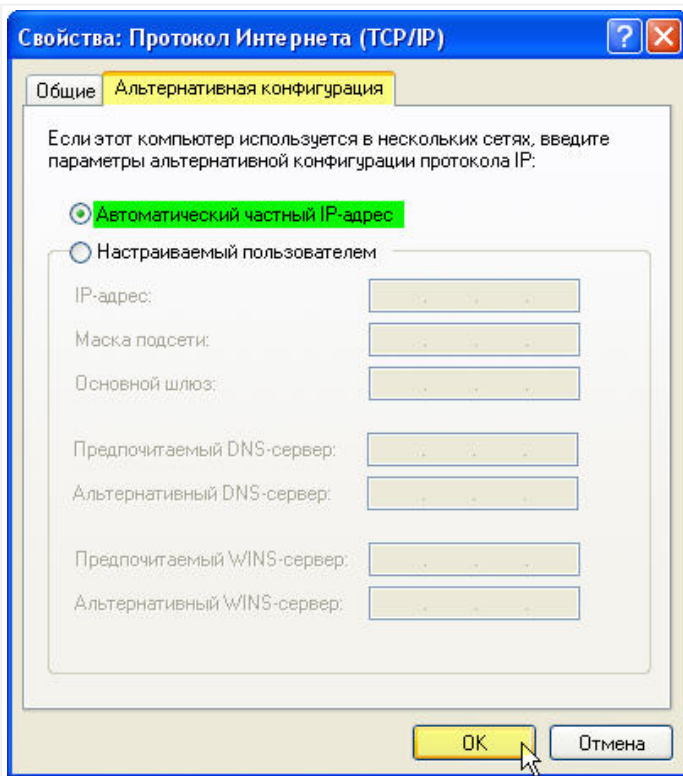 Свойства: Протокол Интернета (TCP/IP)
Общие Альтернативная конфигурация
Если этот компьютер используется в нескольких сетях, введите
параметры альтернативной конфигурации протокола IP:
Автоматический частный IP-адрес
Настраиваемый пользователем
IP-адрес:
Маска подсети:
Основной шлюз:
Предпочитаемый DNS-сервер:
Альтернативный DNS-сервер:
Предпочитаемый WINS-сервер:
Альтернативный WINS-сервер:
OK Отмена